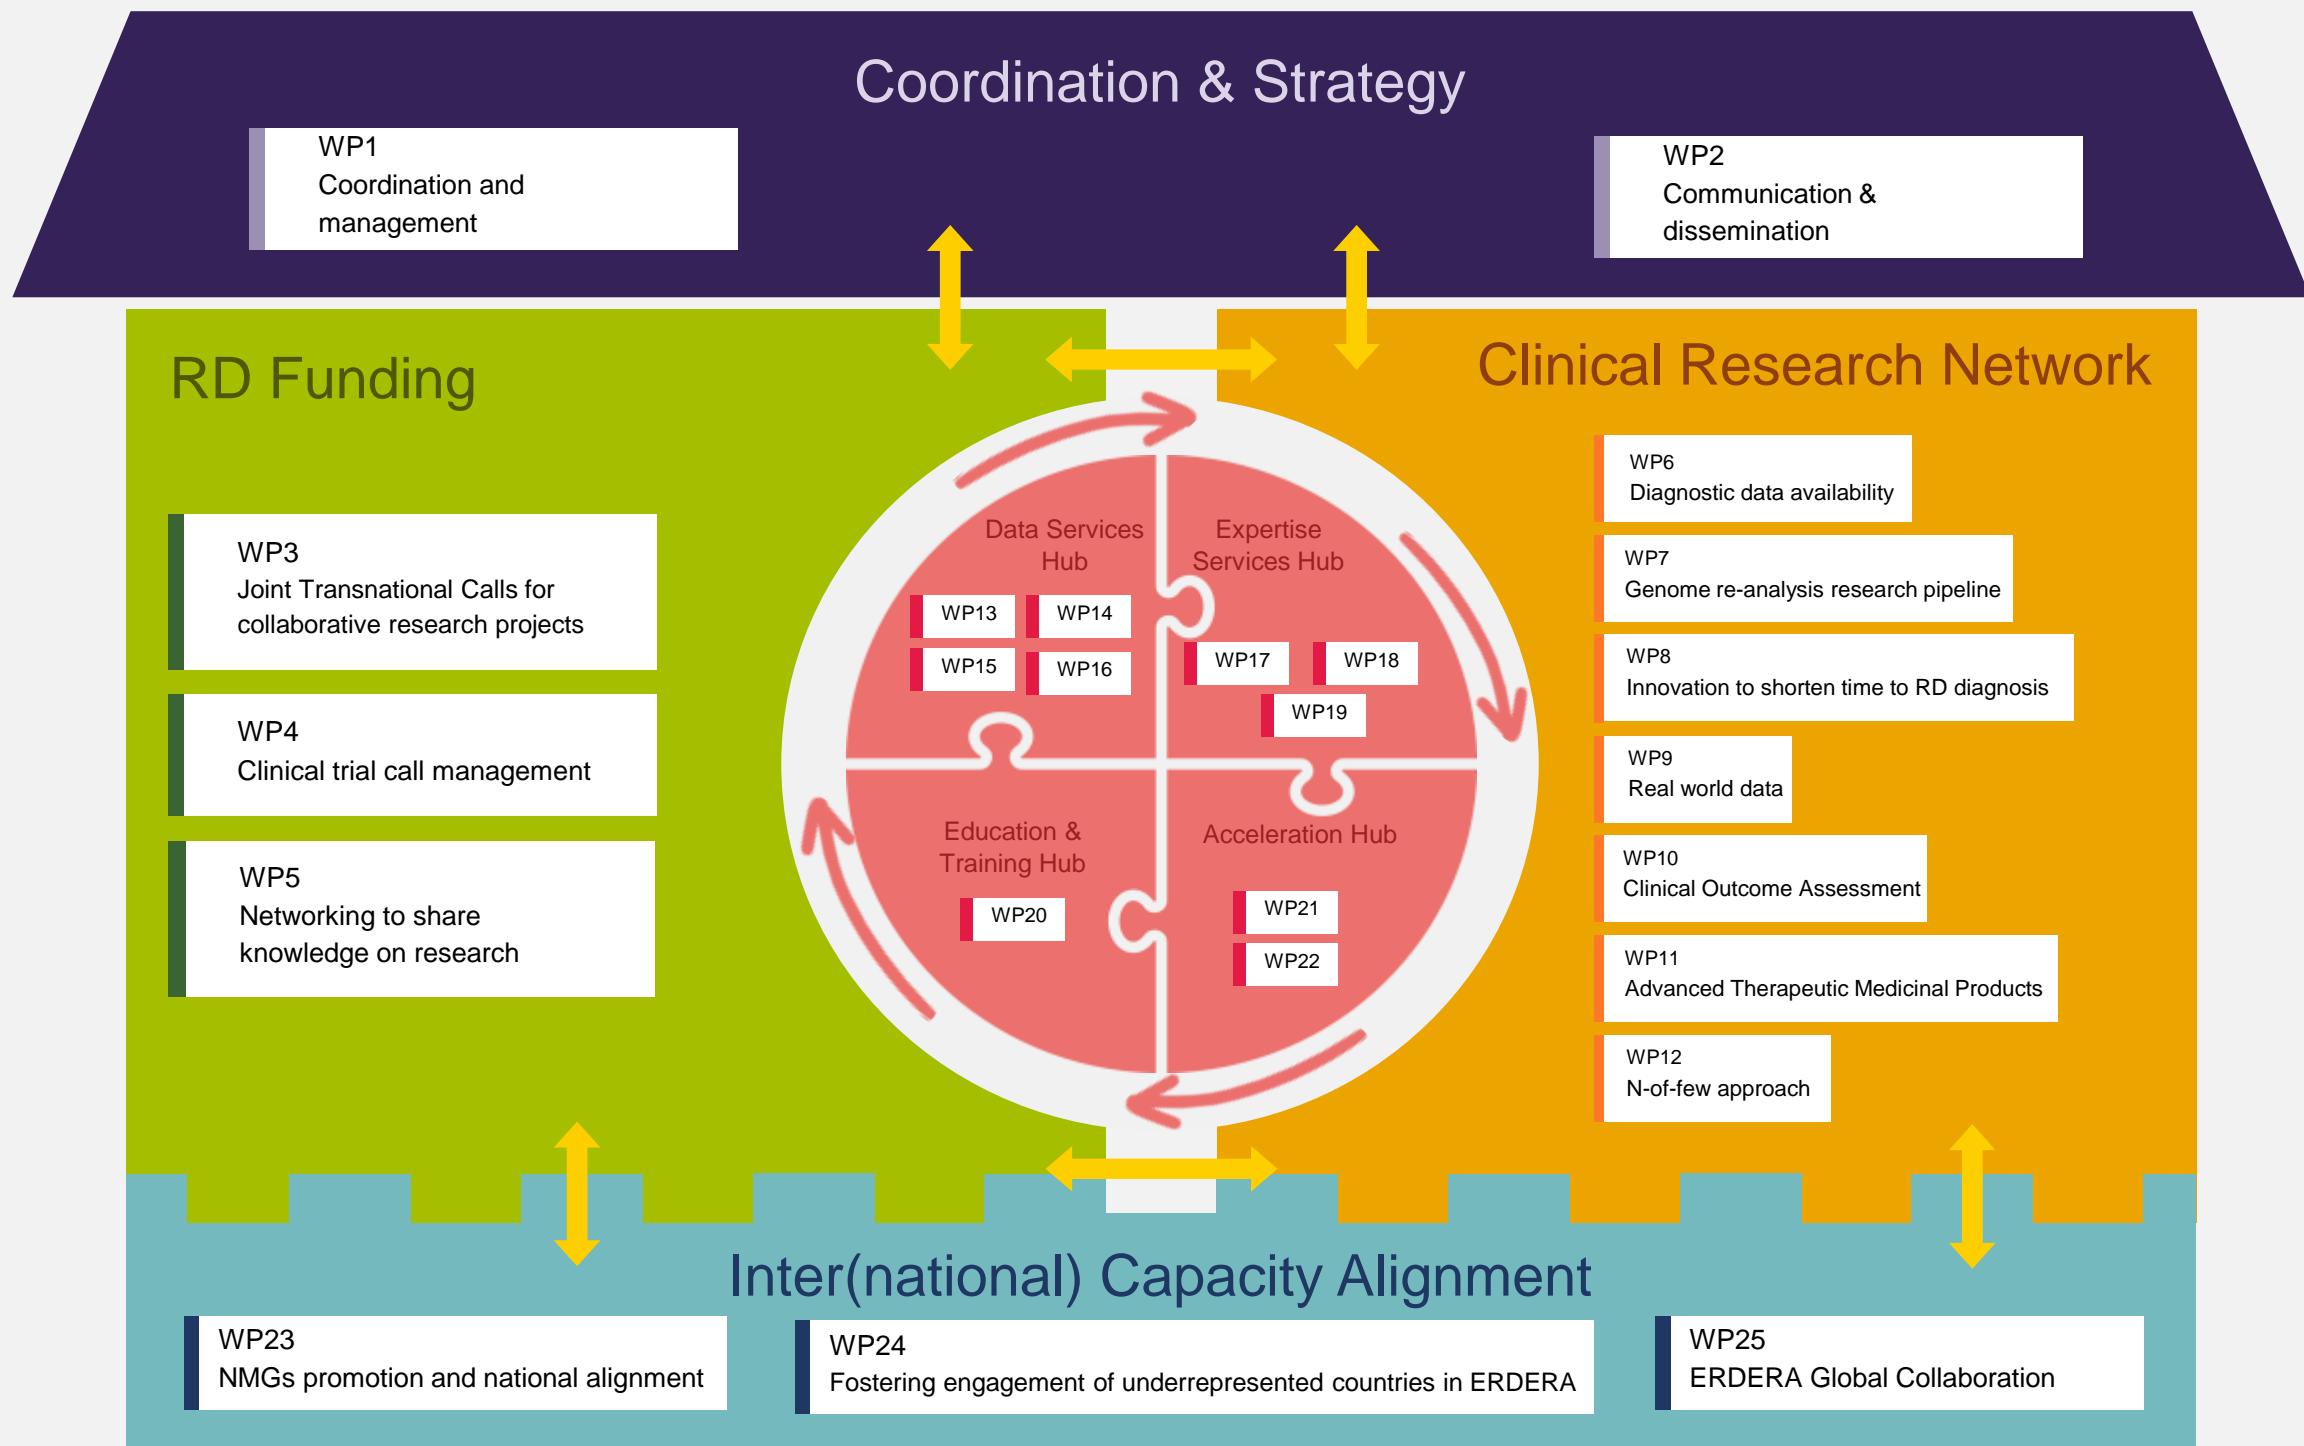 Coordination & Strategy
WP1
Coordination and
management
WP2
Communication &
dissemination
RD Funding
WP3
Joint Transnational Calls for
collaborative research projects
WP4
Clinical trial call management
WP5
Networking to share
knowledge on research
Data Services
Hub
WP13
WP14
WP15
WP16
Expertise
Services Hub
WP17
WP18
WP19
Education &
Training Hub
WP20
Acceleration Hub
WP21
WP22
Clinical Research Network
WP6
Diagnostic data availability
WP7
Genome re-analysis research pipeline
WP8
Innovation to shorten time to RD diagnosis
WP9
Real world data
WP10
Clinical Outcome Assessment
WP11
Advanced Therapeutic Medicinal Products
WP12
N-of-few approach
Inter(national) Capacity Alignment
WP23
NMGs promotion and national alignment
WP24
Fostering engagement of underrepresented countries in ERDERA
WP25
ERDERA Global Collaboration